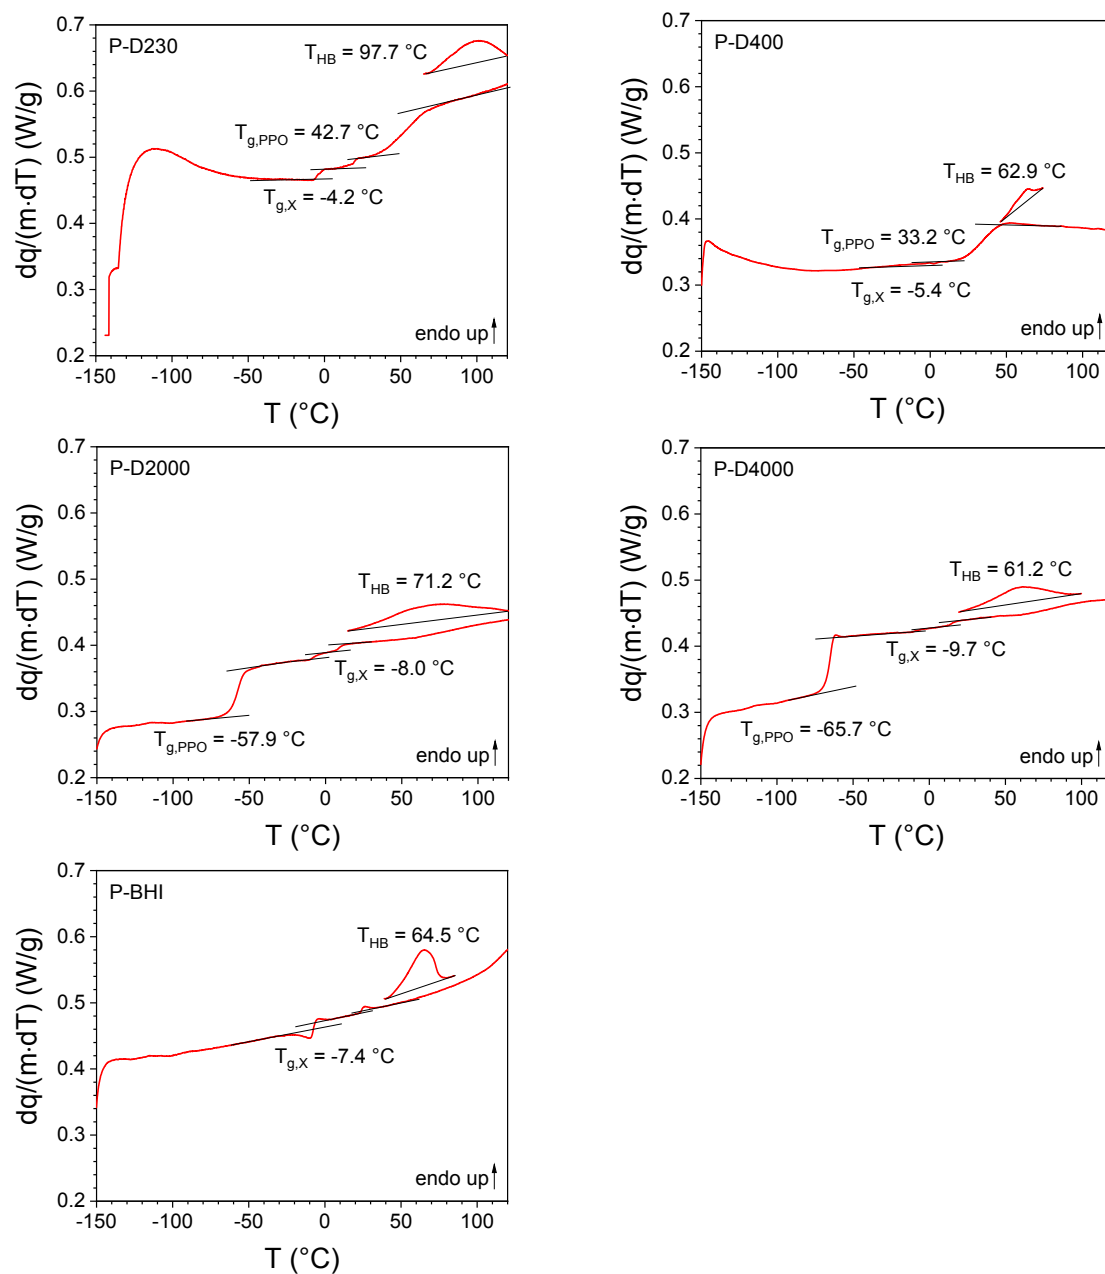 P-D230
dq/(m·dT) (W/g)
0.7
0.6
0.5
0.4
0.3
0.2
T_HB = 97.7 °C
T_g,PPO = 42.7 °C
T_g,X = -4.2 °C
endo up
-150 -100 -50 0 50 100
T (°C)
P-D400
dq/(m·dT) (W/g)
0.7
0.6
0.5
0.4
0.3
0.2
T_HB = 62.9 °C
T_g,PPO = 33.2 °C
T_g,X = -5.4 °C
endo up
-150 -100 -50 0 50 100
T (°C)
P-D2000
dq/(m·dT) (W/g)
0.7
0.6
0.5
0.4
0.3
0.2
T_HB = 71.2 °C
T_g,X = -8.0 °C
T_g,PPO = -57.9 °C
endo up
-150 -100 -50 0 50 100
T (°C)
P-D4000
dq/(m·dT) (W/g)
0.7
0.6
0.5
0.4
0.3
0.2
T_HB = 61.2 °C
T_g,X = -9.7 °C
T_g,PPO = -65.7 °C
endo up
-150 -100 -50 0 50 100
T (°C)
P-BHI
dq/(m·dT) (W/g)
0.7
0.6
0.5
0.4
0.3
0.2
T_HB = 64.5 °C
T_g,X = -7.4 °C
endo up
-150 -100 -50 0 50 100
T (°C)